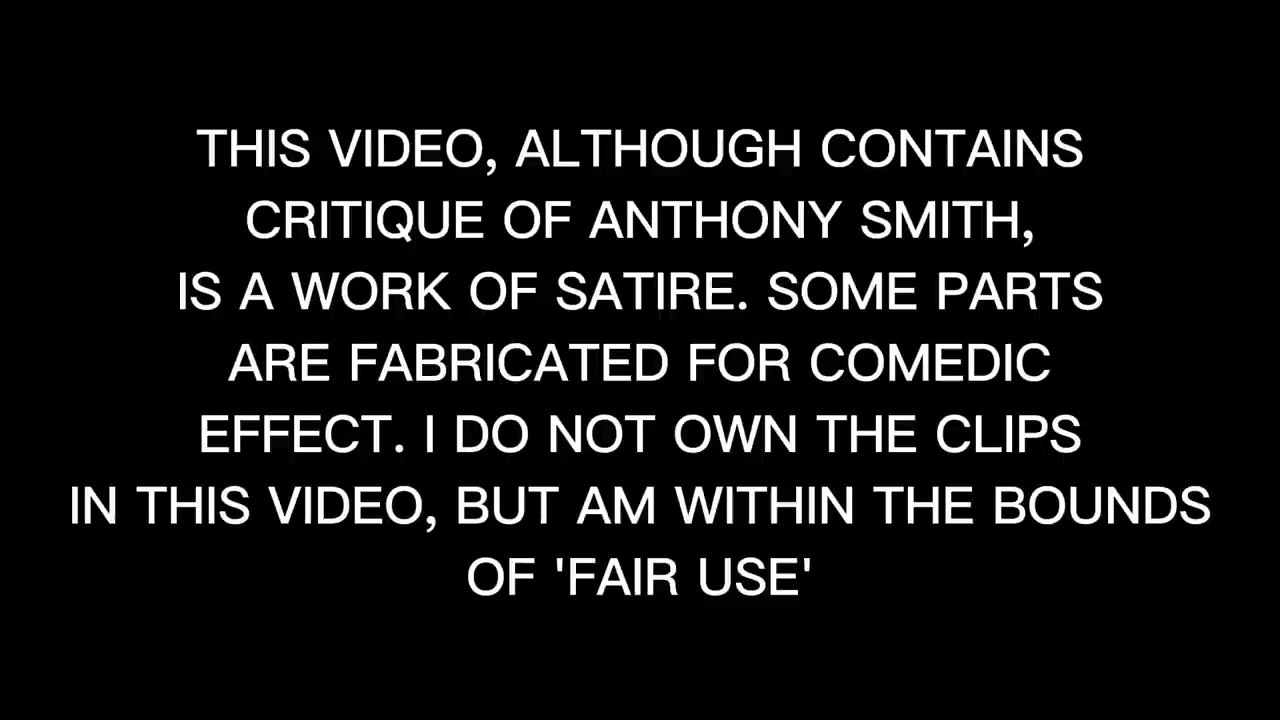 THIS VIDEO, ALTHOUGH CONTAINS
CRITIQUE OF ANTHONY SMITH,
IS A WORK OF SATIRE. SOME PARTS
ARE FABRICATED FOR COMEDIC
EFFECT. I DO NOT OWN THE CLIPS
IN THIS VIDEO, BUT AM WITHIN THE BOUNDS
OF 'FAIR USE'